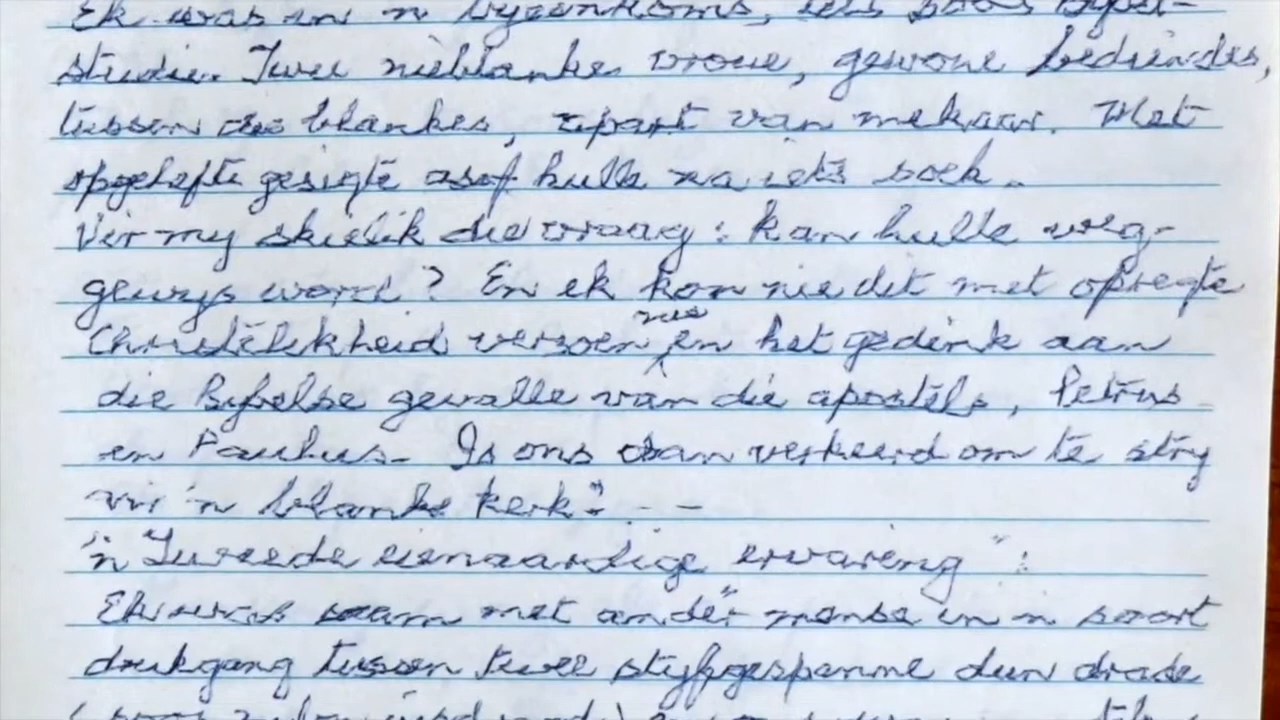 Ek was in 'n byeenkoms, iets soos Bybel-
studie. Twee nieblanke vroue, gewone bediendes,
tussen die blankes, apart van mekaar. Met
opgehefte gesigte asof hulle na iets soek.
Vir my skielik die vraag: kan hulle weg-
gewys word? En ek kon nie dit met opregte
Christelikheid versoen nie en het gedink aan
die Bybelse gevalle van die apostels, Petrus
en Paulus. Is ons dan verkeerd om te stry
vir 'n blanke kerk? - -
'n "Tweede eienaardige ervaring":
Ek was saam met ander mense in 'n soort
drukgang tussen twee styfgespanne dun drade
(soos